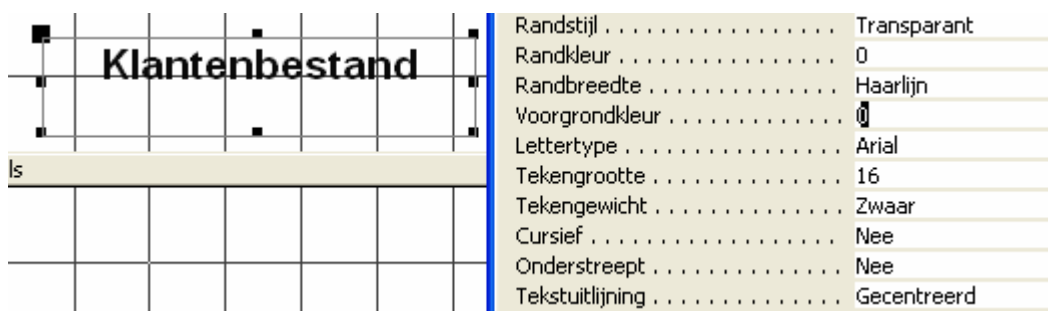 Klantenbestand
ls
Randstijl . . . . . . . . . . . . . . . . . . Transparant
Randkleur . . . . . . . . . . . . . . . . . 0
Randbreedte . . . . . . . . . . . . . . Haarlijn
Voorgrondkleur . . . . . . . . . . . . . 0
Lettertype . . . . . . . . . . . . . . . . Arial
Tekengrootte . . . . . . . . . . . . . . 16
Tekengewicht . . . . . . . . . . . . . . Zwaar
Cursief . . . . . . . . . . . . . . . . . . Nee
Onderstreept . . . . . . . . . . . . . . Nee
Tekstuitlijning . . . . . . . . . . . . . . Gecentreerd